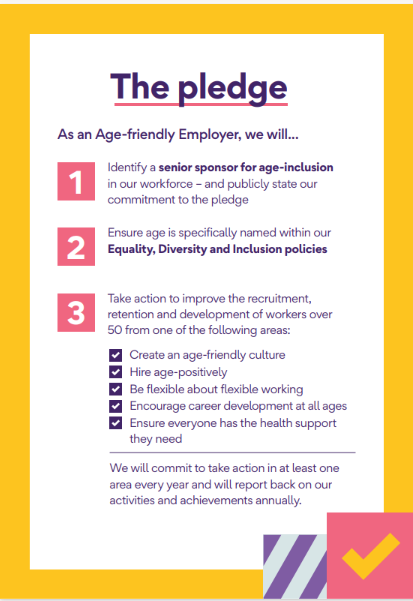 The pledge
As an Age-friendly Employer, we will...
1
Identify a senior sponsor for age-inclusion
in our workforce – and publicly state our
commitment to the pledge
2
Ensure age is specifically named within our
Equality, Diversity and Inclusion policies
3
Take action to improve the recruitment,
retention and development of workers over
50 from one of the following areas:
Create an age-friendly culture
Hire age-positively
Be flexible about flexible working
Encourage career development at all ages
Ensure everyone has the health support
they need
We will commit to take action in at least one
area every year and will report back on our
activities and achievements annually.